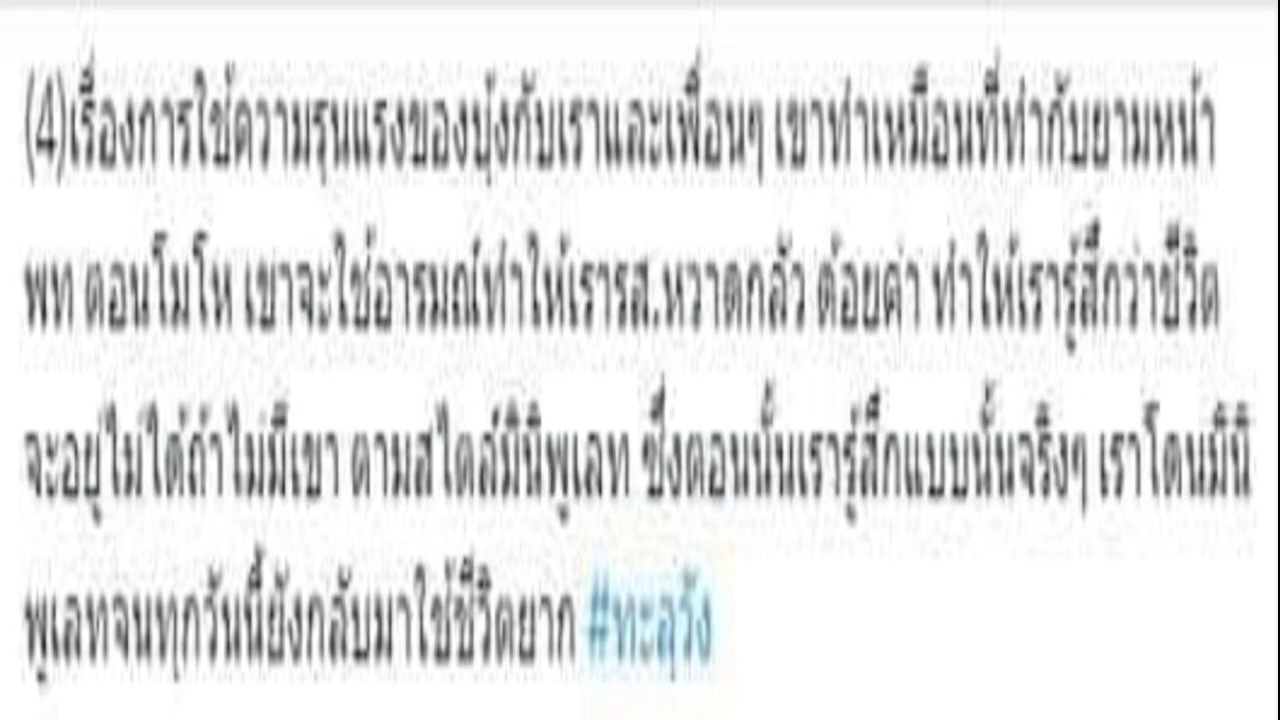 (4)เรื่องการใช้ความรุนแรงของบุ้งกับเราและเพื่อนๆ เขาทำเหมือนที่ทำกับยามหน้า
พท ตอนโมโห เขาจะใช้อารมณ์ทำให้เรารส.หวาดกลัว ต้อยต่ำ ทำให้เรารู้สึกว่าชีวิต
จะอยู่ไม่ได้ถ้าไม่มีเขา ตามสไตล์มินิพูเลท ซึ่งตอนนั้นเรารู้สึกแบบนั้นจริงๆ เราโดนมินิ
พูเลทจนทุกวันนี้ยังกลับมาใช้ชีวิตยาก #ทะลุวัง